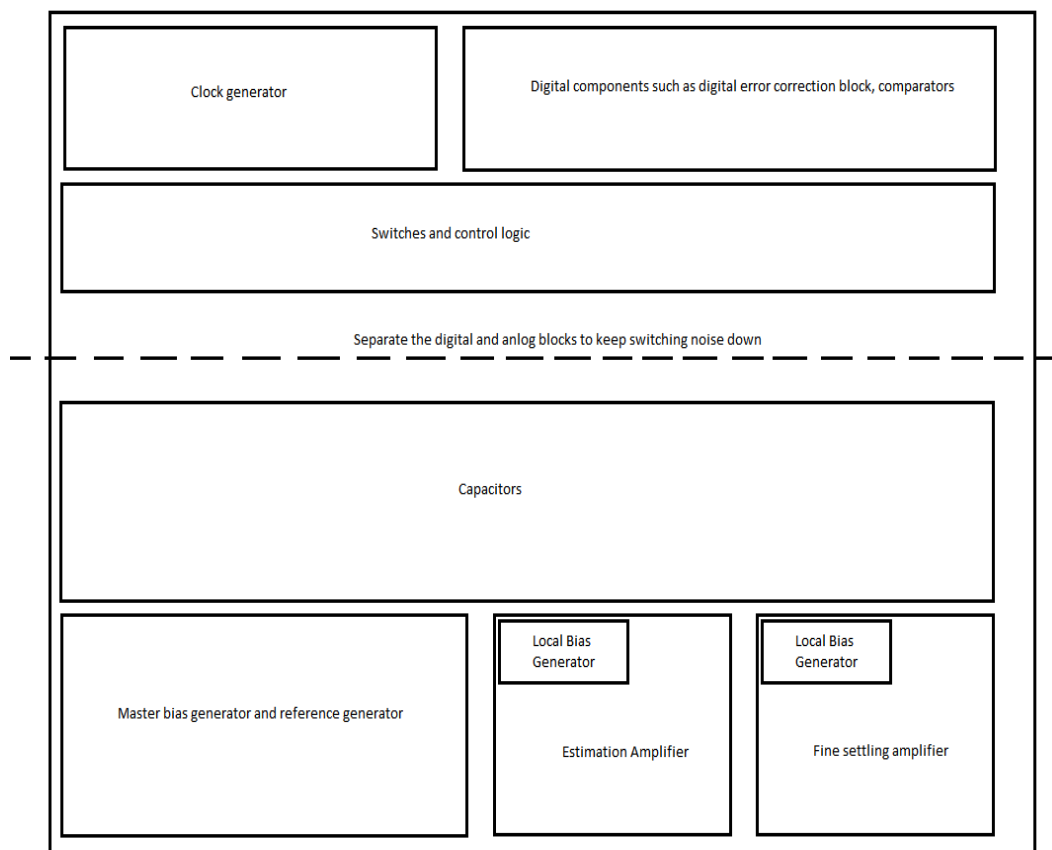 Clock generator
Digital components such as digital error correction block, comparators
Switches and control logic
Separate the digital and anlog blocks to keep switching noise down
Capacitors
Master bias generator and reference generator
Local Bias
Generator
Estimation Amplifier
Local Bias
Generator
Fine settling amplifier